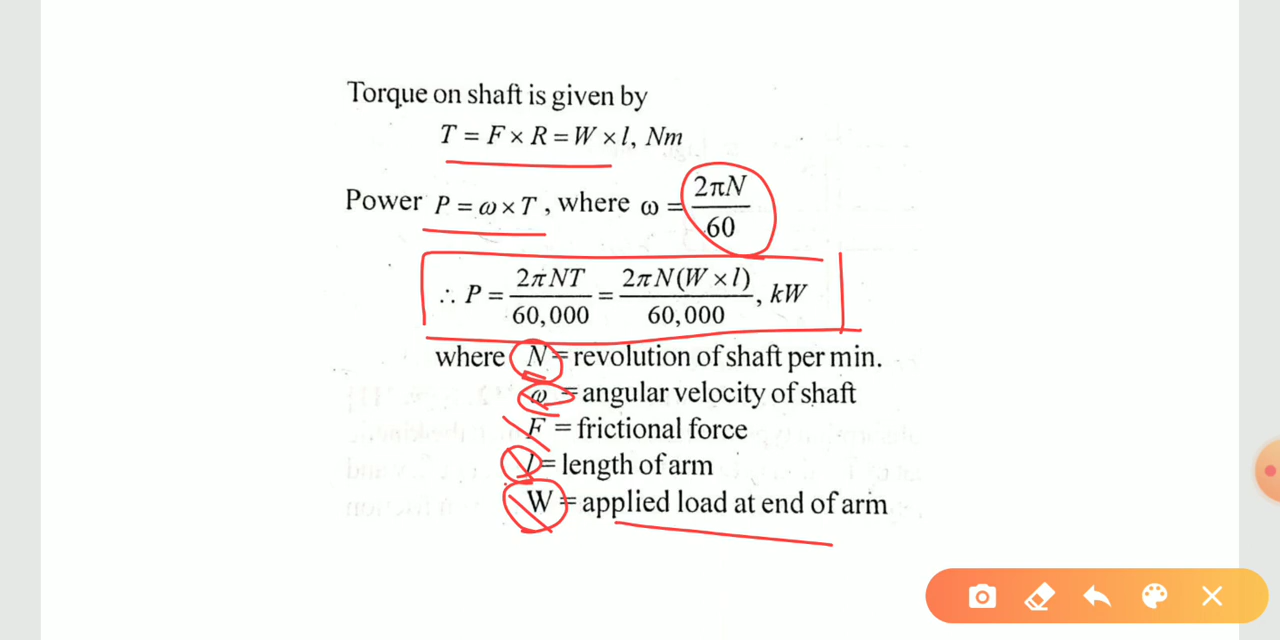 Torque on shaft is given by
T = F × R = W × l, Nm
Power P = ω × T, where ω = 2πN/60
∴ P = 2πNT/60,000 = 2πN(W × l)/60,000, kW
where N = revolution of shaft per min.
ω = angular velocity of shaft
F = frictional force
l = length of arm
W = applied load at end of arm